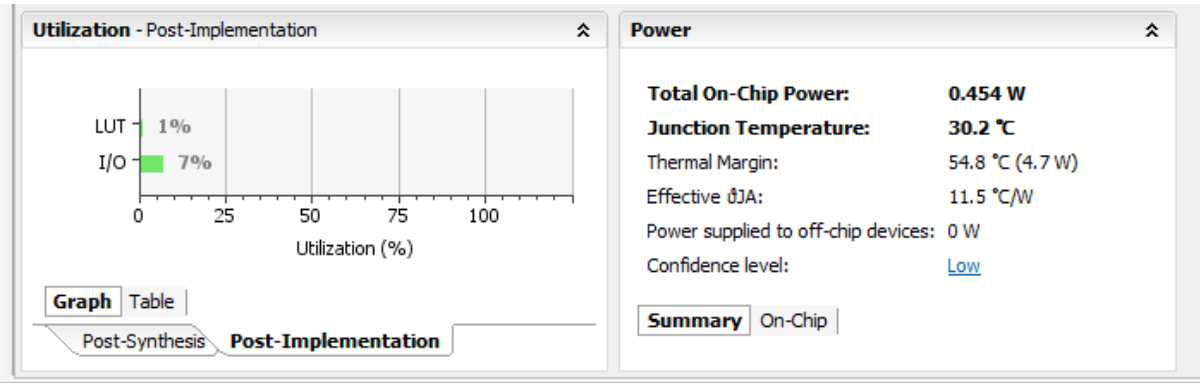 Utilization - Post-Implementation
LUT 1%
I/O 7%
0 25 50 75 100
Utilization (%)
Graph Table
Post-Synthesis Post-Implementation
Power
Total On-Chip Power: 0.454 W
Junction Temperature: 30.2 °C
Thermal Margin: 54.8 °C (4.7 W)
Effective ϑJA: 11.5 °C/W
Power supplied to off-chip devices: 0 W
Confidence level: Low
Summary On-Chip